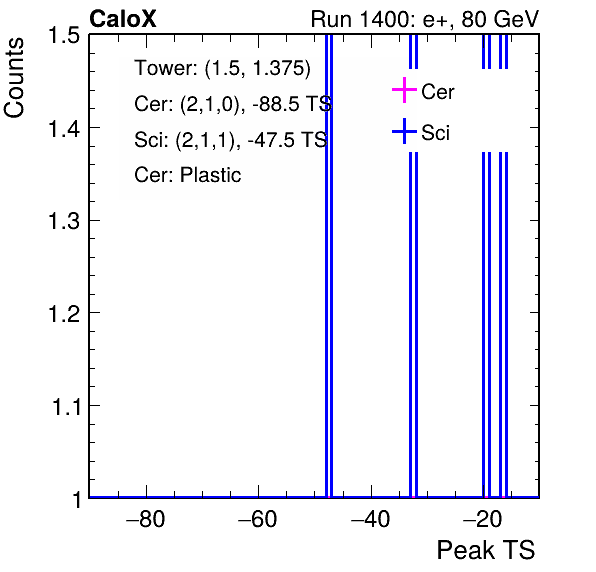 CaloX
Run 1400: e+, 80 GeV
Counts
1.5
1.4
1.3
1.2
1.1
1
Tower: (1.5, 1.375)
Cer: (2,1,0), -88.5 TS
Sci: (2,1,1), -47.5 TS
Cer: Plastic
Cer
Sci
−80
−60
−40
−20
Peak TS